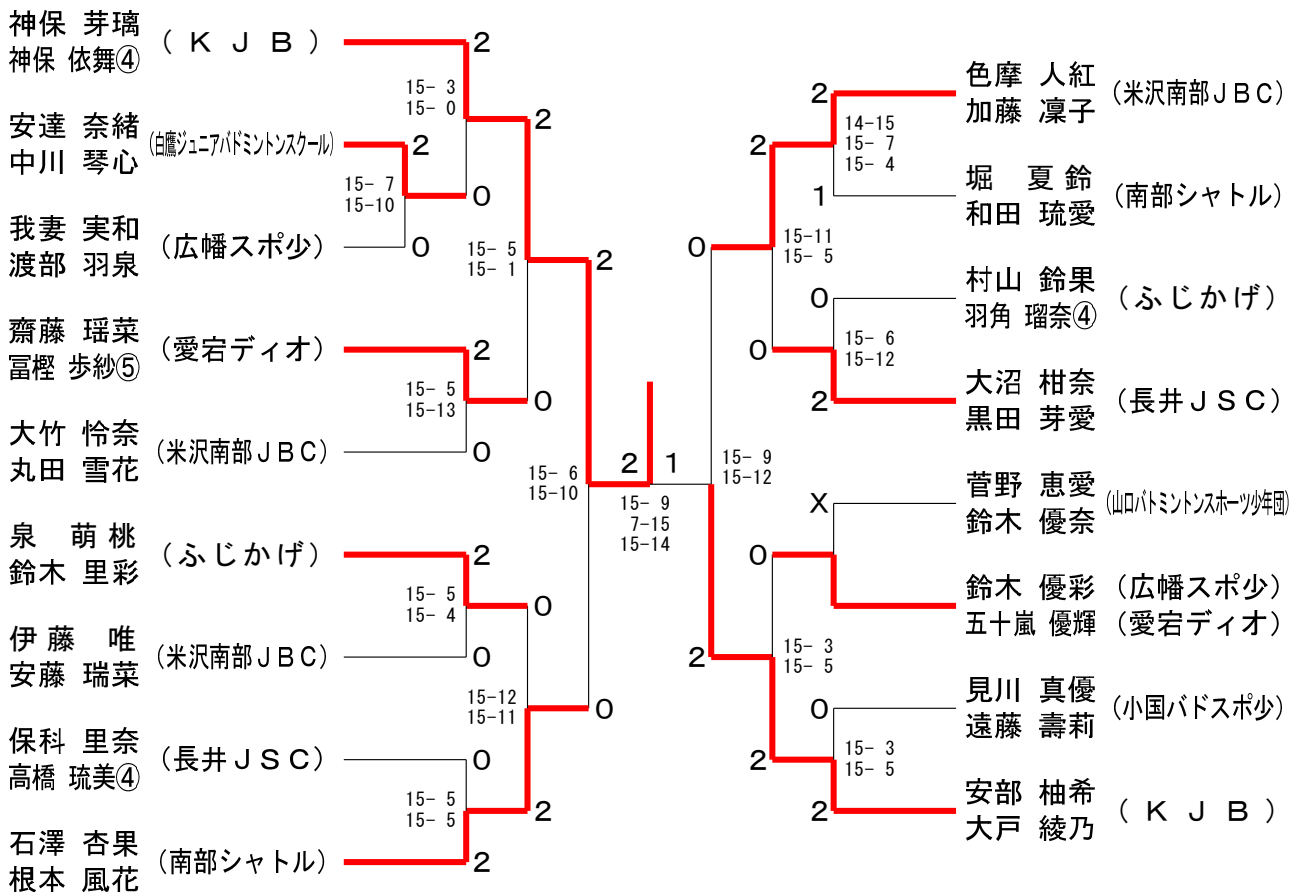 神保 芽璃
神保 依舞④
( K J B )
2
15- 3
15- 0
2
安達 奈緒
中川 琴心
(白鷹ジュニアバドミントンスクール)
2
15- 7
15-10
0
我妻 実和
渡部 羽泉
(広幡スポ少)
0
15- 5
15- 1
2
齋藤 瑶菜
冨樫 歩紗⑤
(愛宕ディオ)
2
15- 5
15-13
0
大竹 怜奈
丸田 雪花
(米沢南部JBC)
0
15- 6
15-10
泉 萌桃
鈴木 里彩
(ふじかげ)
2
15- 5
15- 4
0
伊藤 唯
安藤 瑞菜
(米沢南部JBC)
0
15-12
15-11
0
保科 里奈
高橋 琉美④
(長井JSC)
0
15- 5
15- 5
2
石澤 杏果
根本 風花
(南部シャトル)
2
2 1
15- 9
7-15
15-14
2
14-15
15- 7
15- 4
色摩 人紅
加藤 凜子
(米沢南部JBC)
2
1
堀 夏鈴
和田 琉愛
(南部シャトル)
0
15-11
15- 5
0
村山 鈴果
羽角 瑠奈④
(ふじかげ)
0
15- 6
15-12
2
大沼 柑奈
黒田 芽愛
(長井JSC)
15- 9
15-12
X
菅野 恵愛
鈴木 優奈
(山口バトミントンスホーツ少年団)
0
鈴木 優彩 (広幡スポ少)
五十嵐 優輝 (愛宕ディオ)
2
15- 3
15- 5
0
見川 真優
遠藤 壽莉
(小国バドスポ少)
2
15- 3
15- 5
2
安部 柚希
大戸 綾乃
( K J B )